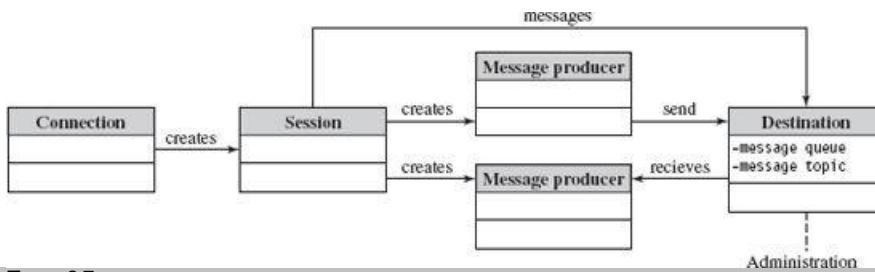 messages
Message producer
creates
send
Connection
creates
Session
Destination
-message queue
-message topic
creates
Message producer
recieves
Administration